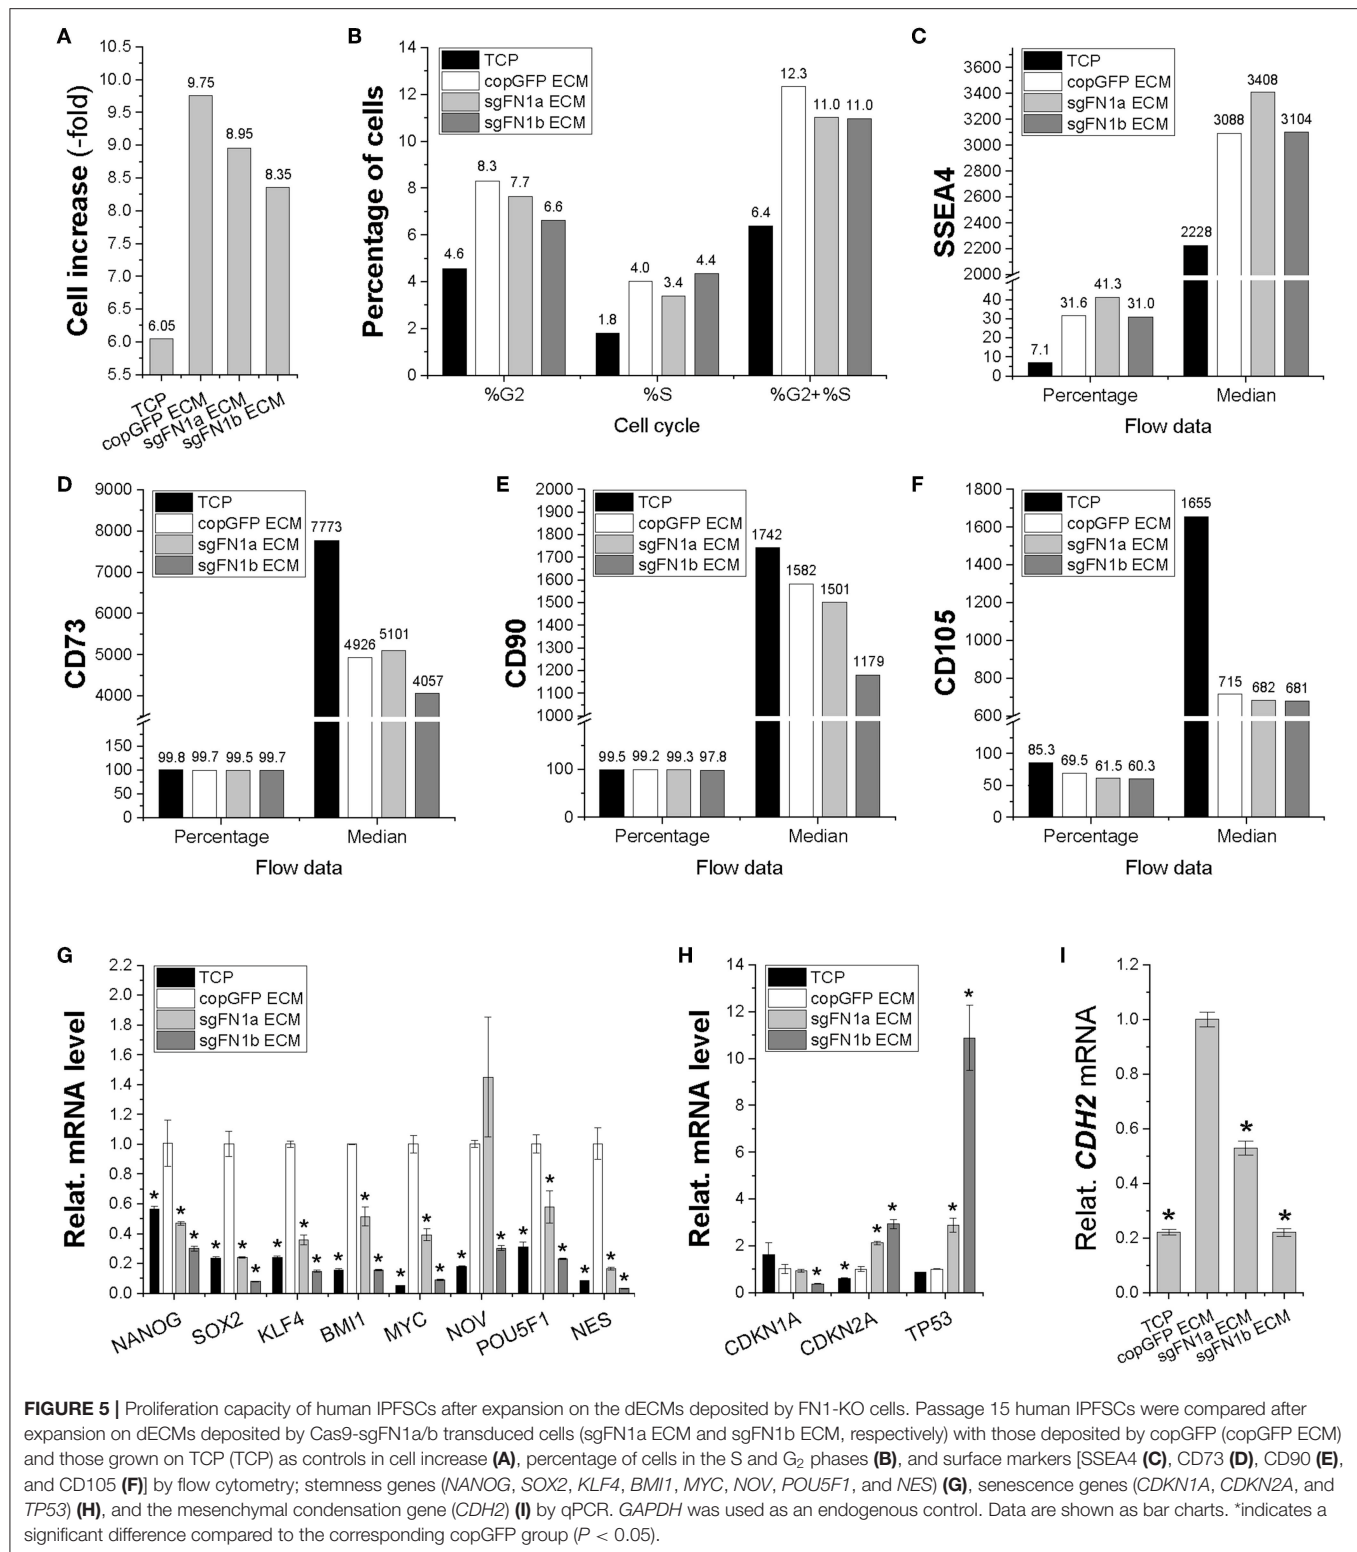 A
Cell increase (-fold)
10.5
10.0
9.5
9.0
8.5
8.0
7.5
7.0
6.5
6.0
5.5
6.05
9.75
8.95
8.35
TCP
copGFP ECM
sgFN1a ECM
sgFN1b ECM
B
Percentage of cells
14
12
10
8
6
4
2
0
TCP
copGFP ECM
sgFN1a ECM
sgFN1b ECM
4.6
8.3
7.7
6.6
1.8
4.0
3.4
4.4
6.4
12.3
11.0
11.0
%G2
%S
%G2+%S
Cell cycle
C
SSEA4
3600
3400
3200
3000
2800
2600
2400
2200
2000
40
30
20
10
0
TCP
copGFP ECM
sgFN1a ECM
sgFN1b ECM
7.1
31.6
41.3
31.0
2228
3088
3408
3104
Percentage
Median
Flow data
D
CD73
9000
8000
7000
6000
5000
4000
150
125
100
75
50
25
0
TCP
copGFP ECM
sgFN1a ECM
sgFN1b ECM
99.8
99.7
99.5
99.7
7773
4926
5101
4057
Percentage
Median
Flow data
E
CD90
2000
1900
1800
1700
1600
1500
1400
1300
1200
1100
1000
100
50
0
TCP
copGFP ECM
sgFN1a ECM
sgFN1b ECM
99.5
99.2
99.3
97.8
1742
1582
1501
1179
Percentage
Median
Flow data
F
CD105
1800
1600
1400
1200
1000
800
600
100
50
0
TCP
copGFP ECM
sgFN1a ECM
sgFN1b ECM
85.3
69.5
61.5
60.3
1655
715
682
681
Percentage
Median
Flow data
G
Relat. mRNA level
2.2
2.0
1.8
1.6
1.4
1.2
1.0
0.8
0.6
0.4
0.2
0.0
TCP
copGFP ECM
sgFN1a ECM
sgFN1b ECM
* * *
* * *
* * *
* * *
* * *
* *
* * *
* * *
NANOG
SOX2
KLF4
BMI1
MYC
NOV
POU5F1
NES
H
Relat. mRNA level
14
12
10
8
6
4
2
0
TCP
copGFP ECM
sgFN1a ECM
sgFN1b ECM
*
* * *
* *
CDKN1A
CDKN2A
TP53
I
Relat. CDH2 mRNA
1.2
1.0
0.8
0.6
0.4
0.2
0.0
* * *
TCP
copGFP ECM
sgFN1a ECM
sgFN1b ECM
FIGURE 5 | Proliferation capacity of human IPFSCs after expansion on the dECMs deposited by FN1-KO cells. Passage 15 human IPFSCs were compared after
expansion on dECMs deposited by Cas9-sgFN1a/b transduced cells (sgFN1a ECM and sgFN1b ECM, respectively) with those deposited by copGFP (copGFP ECM)
and those grown on TCP (TCP) as controls in cell increase (A), percentage of cells in the S and G2 phases (B), and surface markers [SSEA4 (C), CD73 (D), CD90 (E),
and CD105 (F)] by flow cytometry; stemness genes (NANOG, SOX2, KLF4, BMI1, MYC, NOV, POU5F1, and NES) (G), senescence genes (CDKN1A, CDKN2A, and
TP53) (H), and the mesenchymal condensation gene (CDH2) (I) by qPCR. GAPDH was used as an endogenous control. Data are shown as bar charts. *indicates a
significant difference compared to the corresponding copGFP group (P < 0.05).